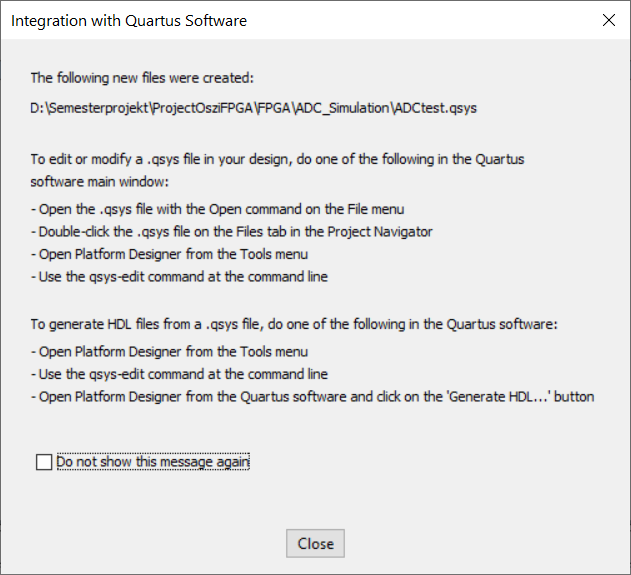 Integration with Quartus Software
The following new files were created:
D:\Semesterprojekt\ProjectOsziFPGA\FPGA\ADC_Simulation\ADCtest.qsys
To edit or modify a .qsys file in your design, do one of the following in the Quartus
software main window:
- Open the .qsys file with the Open command on the File menu
- Double-click the .qsys file on the Files tab in the Project Navigator
- Open Platform Designer from the Tools menu
- Use the qsys-edit command at the command line
To generate HDL files from a .qsys file, do one of the following in the Quartus software:
- Open Platform Designer from the Tools menu
- Use the qsys-edit command at the command line
- Open Platform Designer from the Quartus software and click on the 'Generate HDL...' button
Do not show this message again
Close